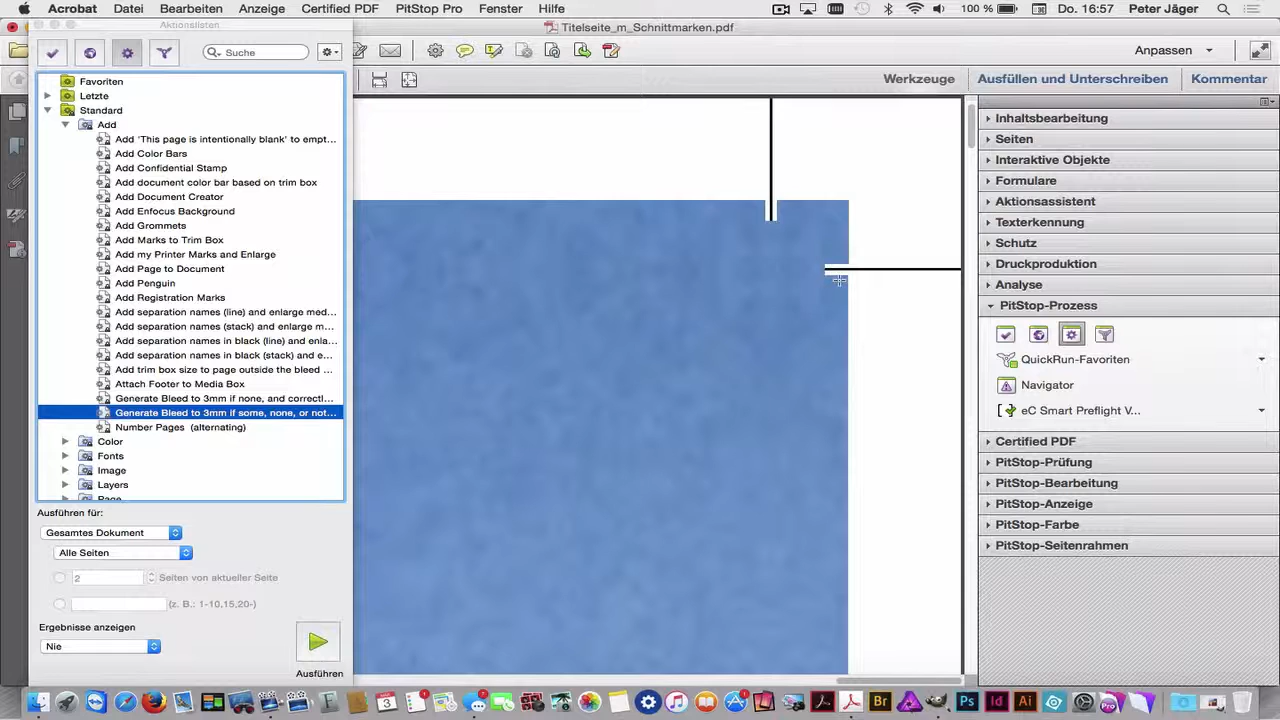 Acrobat Datei Bearbeiten Anzeige Certified PDF PitStop Pro Fenster Hilfe 100 % Do. 16:57 Peter Jäger
Aktionslisten
Titelseite_m_Schnittmarken.pdf
Suche
Anpassen
Werkzeuge Ausfüllen und Unterschreiben Kommentar
Favoriten
Letzte
Standard
Add
Add 'This page is intentionally blank' to empt...
Add Color Bars
Add Confidential Stamp
Add document color bar based on trim box
Add Document Creator
Add Enfocus Background
Add Grommets
Add Marks to Trim Box
Add my Printer Marks and Enlarge
Add Page to Document
Add Penguin
Add Registration Marks
Add separation names (line) and enlarge med...
Add separation names (stack) and enlarge m...
Add separation names in black (line) and enla...
Add separation names in black (stack) and e...
Add trim box size to page outside the bleed ...
Attach Footer to Media Box
Generate Bleed to 3mm if none, and correctl...
Generate Bleed to 3mm if some, none, or not...
Number Pages (alternating)
Color
Fonts
Image
Layers
Page
Ausführen für:
Gesamtes Dokument
Alle Seiten
2 Seiten von aktueller Seite
(z. B.: 1-10,15,20-)
Ergebnisse anzeigen
Nie
Ausführen
Inhaltsbearbeitung
Seiten
Interaktive Objekte
Formulare
Aktionsassistent
Texterkennung
Schutz
Druckproduktion
Analyse
PitStop-Prozess
QuickRun-Favoriten
Navigator
eC Smart Preflight V...
Certified PDF
PitStop-Prüfung
PitStop-Bearbeitung
PitStop-Anzeige
PitStop-Farbe
PitStop-Seitenrahmen
Br Ps Id Ai